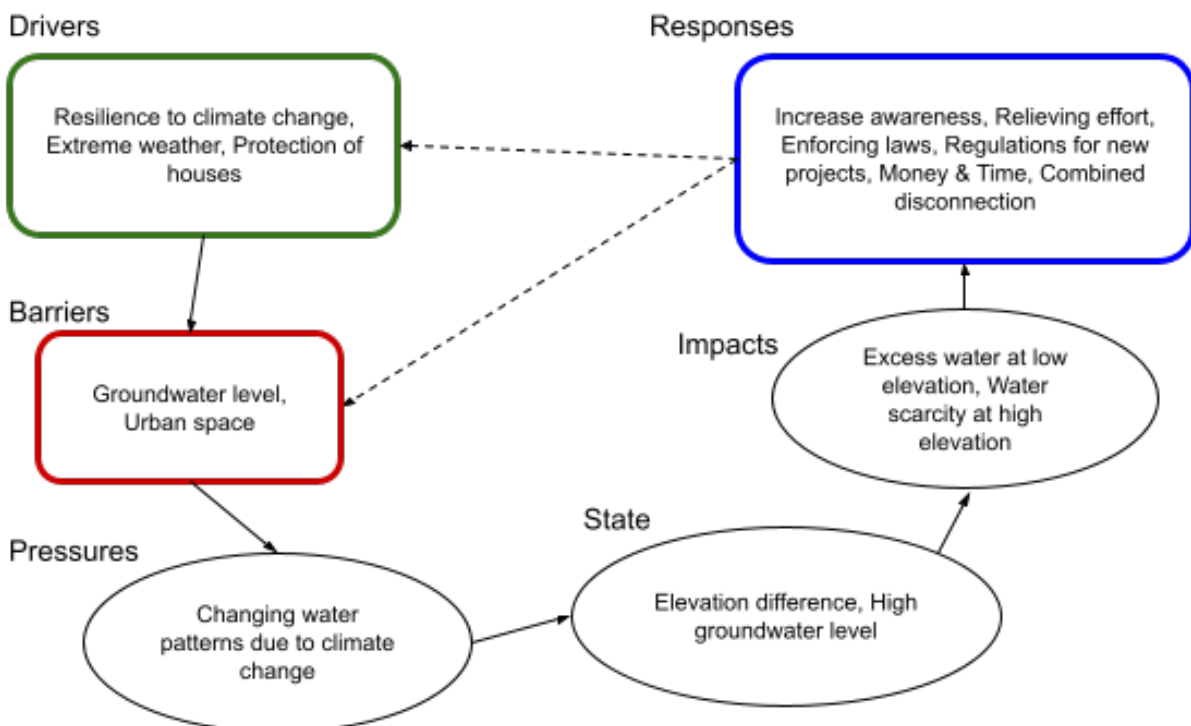 Drivers
Resilience to climate change,
Extreme weather, Protection of
houses
Responses
Increase awareness, Relieving effort,
Enforcing laws, Regulations for new
projects, Money & Time, Combined
disconnection
Barriers
Groundwater level,
Urban space
Impacts
Excess water at low
elevation, Water
scarcity at high
elevation
Pressures
Changing water
patterns due to climate
change
State
Elevation difference, High
groundwater level